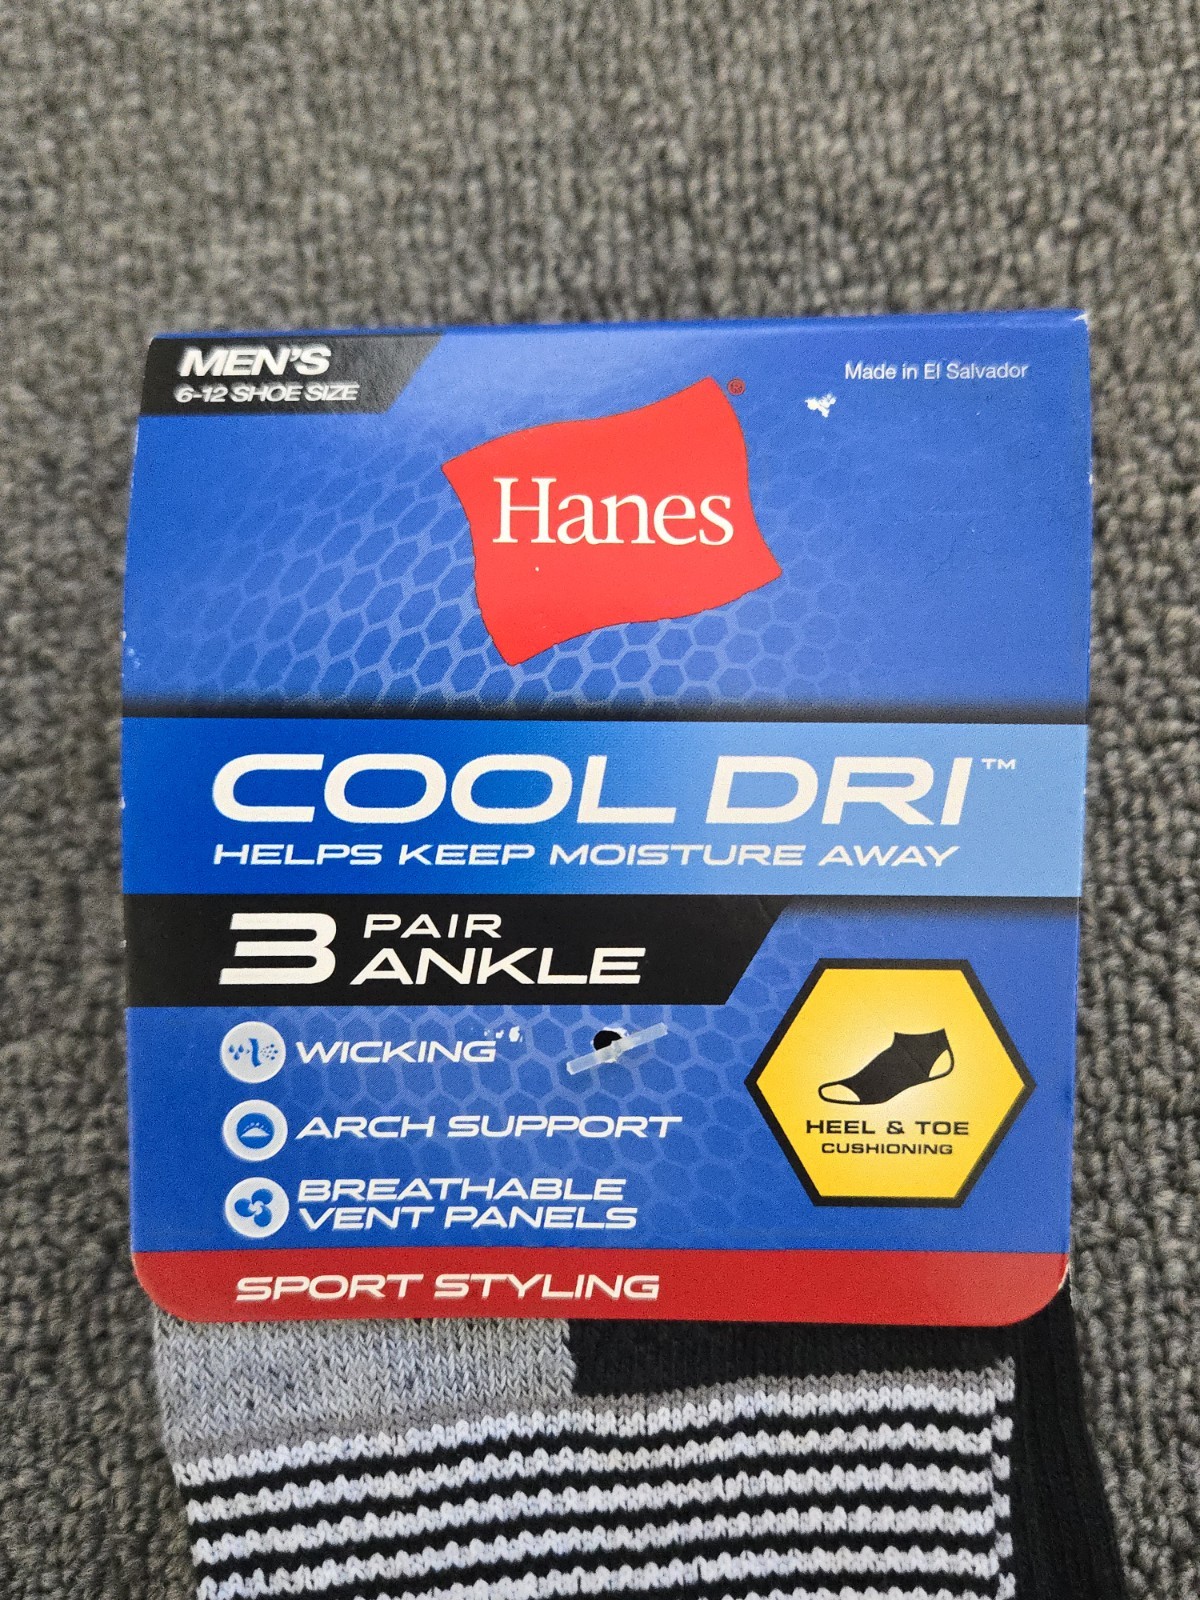 MEN'S
6-12 SHOE SIZE
Made in El Salvador
Hanes®
COOL DRI™
HELPS KEEP MOISTURE AWAY
3 PAIR
ANKLE
WICKING
ARCH SUPPORT
BREATHABLE
VENT PANELS
HEEL & TOE
CUSHIONING
SPORT STYLING